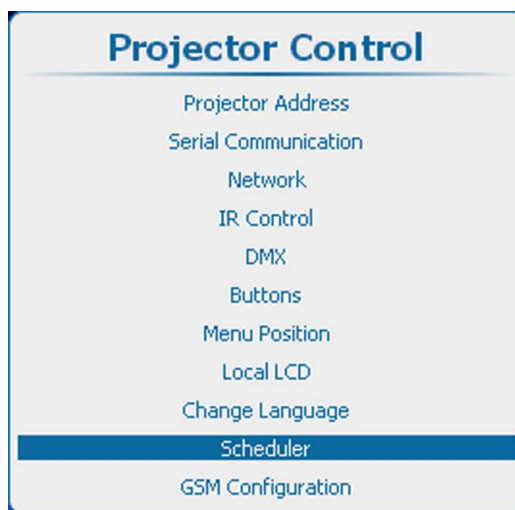 Projector Control
Projector Address
Serial Communication
Network
IR Control
DMX
Buttons
Menu Position
Local LCD
Change Language
Scheduler
GSM Configuration